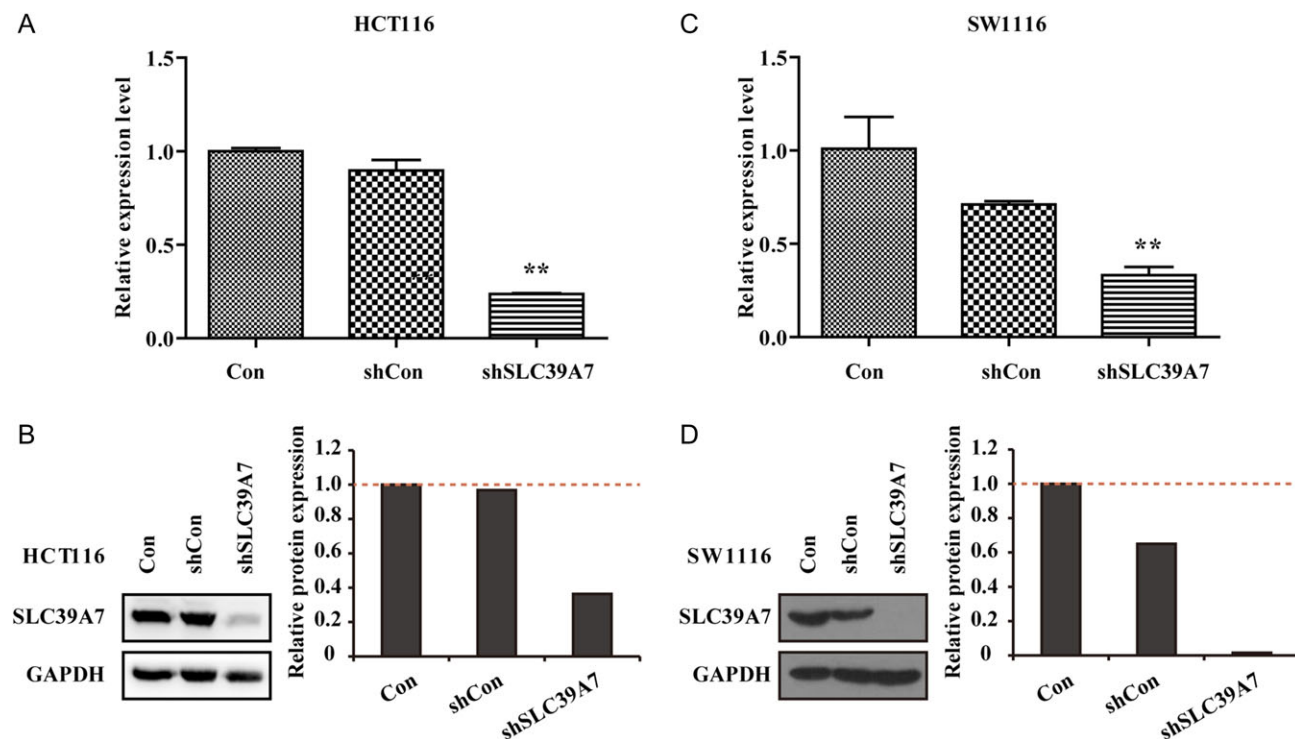 A
HCT116
Relative expression level
1.5
1.0
0.5
0.0
**
Con
shCon
shSLC39A7
C
SW1116
Relative expression level
1.5
1.0
0.5
0.0
**
Con
shCon
shSLC39A7
B
HCT116
Con
shCon
shSLC39A7
SLC39A7
GAPDH
Relative protein expression
1.2
1.0
0.8
0.6
0.4
0.2
0
Con
shCon
shSLC39A7
D
SW1116
Con
shCon
shSLC39A7
SLC39A7
GAPDH
Relative protein expression
1.2
1.0
0.8
0.6
0.4
0.2
0
Con
shCon
shSLC39A7